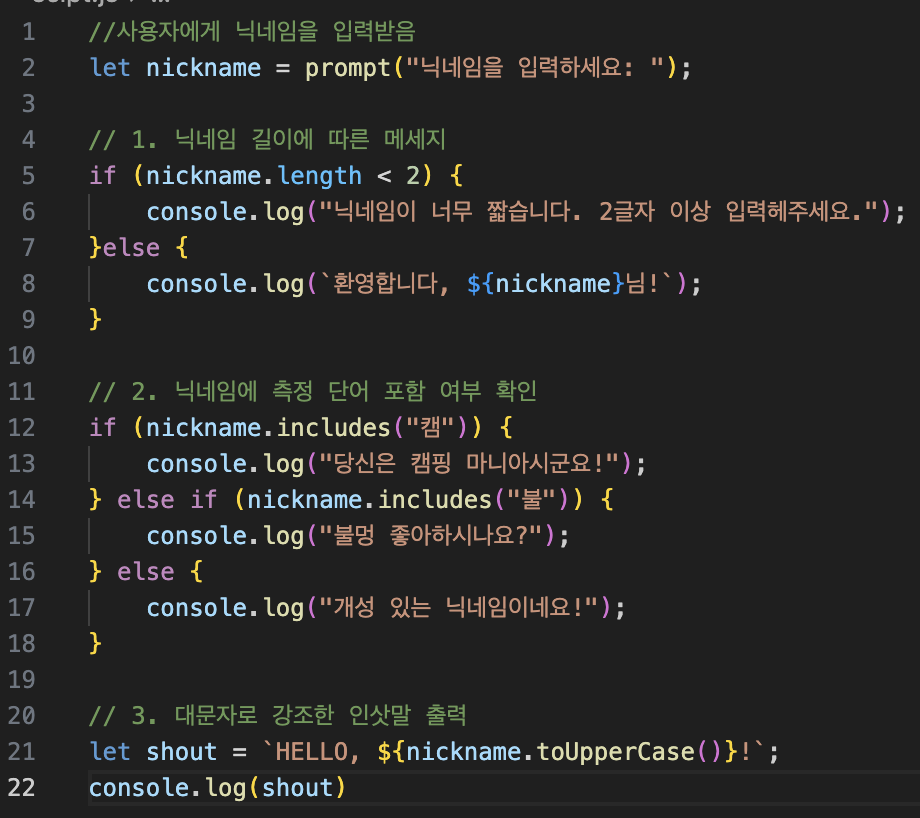 1 //사용자에게 닉네임을 입력받음
2 let nickname = prompt("닉네임을 입력하세요: ");
3
4 // 1. 닉네임 길이에 따른 메세지
5 if (nickname.length < 2) {
6 console.log("닉네임이 너무 짧습니다. 2글자 이상 입력헤주세요.");
7 }else {
8 console.log(`환영합니다, ${nickname}님!`);
9 }
10
11 // 2. 닉네임에 측정 단어 포함 여부 확인
12 if (nickname.includes("캠")) {
13 console.log("당신은 캠핑 마니아시군요!");
14 } else if (nickname.includes("불")) {
15 console.log("불멍 좋아하시나요?");
16 } else {
17 console.log("개성 있는 닉네임이네요!");
18 }
19
20 // 3. 대문자로 강조한 인삿말 출력
21 let shout = `HELLO, ${nickname.toUpperCase()}!`;
22 console.log(shout)